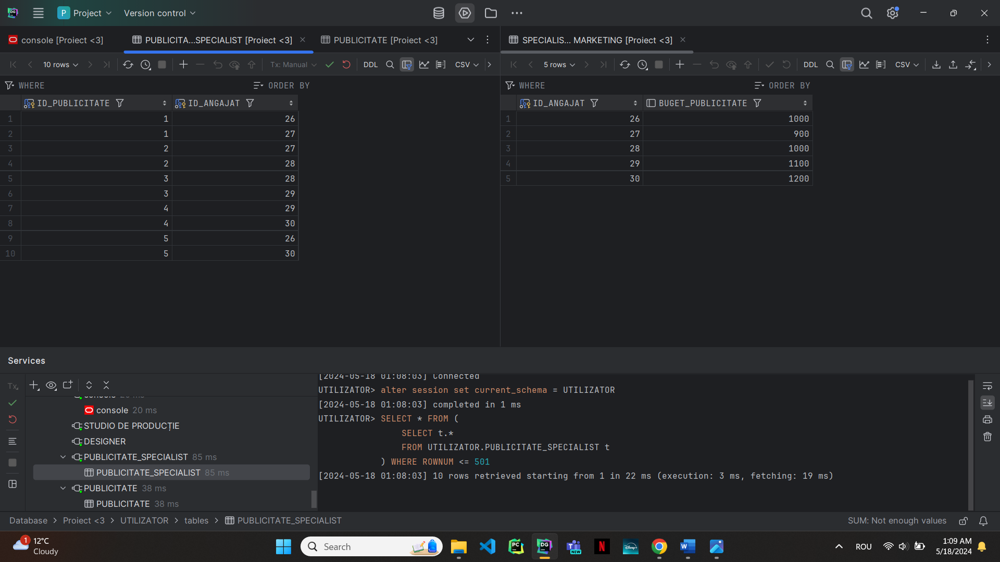 P Project Version control
console [Proiect <3] PUBLICITA...SPECIALIST [Proiect <3] PUBLICITATE [Proiect <3] SPECIALIS... MARKETING [Proiect <3]
10 rows Tx: Manual DDL CSV 5 rows DDL CSV
WHERE ORDER BY WHERE ORDER BY
ID_PUBLICITATE ID_ANGAJAT ID_ANGAJAT BUGET_PUBLICITATE
1 1 26 1 26 1000
2 1 27 2 27 900
3 2 27 3 28 1000
4 2 28 4 29 1100
5 3 28 5 30 1200
6 3 29
7 4 29
8 4 30
9 5 26
10 5 30
Services
Tx
console 20 ms
console 20 ms
STUDIO DE PRODUCȚIE
DESIGNER
PUBLICITATE_SPECIALIST 85 ms
PUBLICITATE_SPECIALIST 85 ms
PUBLICITATE 38 ms
PUBLICITATE 38 ms
[2024-05-18 01:08:03] Connected
UTILIZATOR> alter session set current_schema = UTILIZATOR
[2024-05-18 01:08:03] completed in 1 ms
UTILIZATOR> SELECT * FROM (
SELECT t.*
FROM UTILIZATOR.PUBLICITATE_SPECIALIST t
) WHERE ROWNUM <= 501
[2024-05-18 01:08:03] 10 rows retrieved starting from 1 in 22 ms (execution: 3 ms, fetching: 19 ms)
Database > Proiect <3 > UTILIZATOR > tables > PUBLICITATE_SPECIALIST SUM: Not enough values
1 12°C
Cloudy
Search
PC DG T NEW N Disney+ W
ROU
1:09 AM
5/18/2024